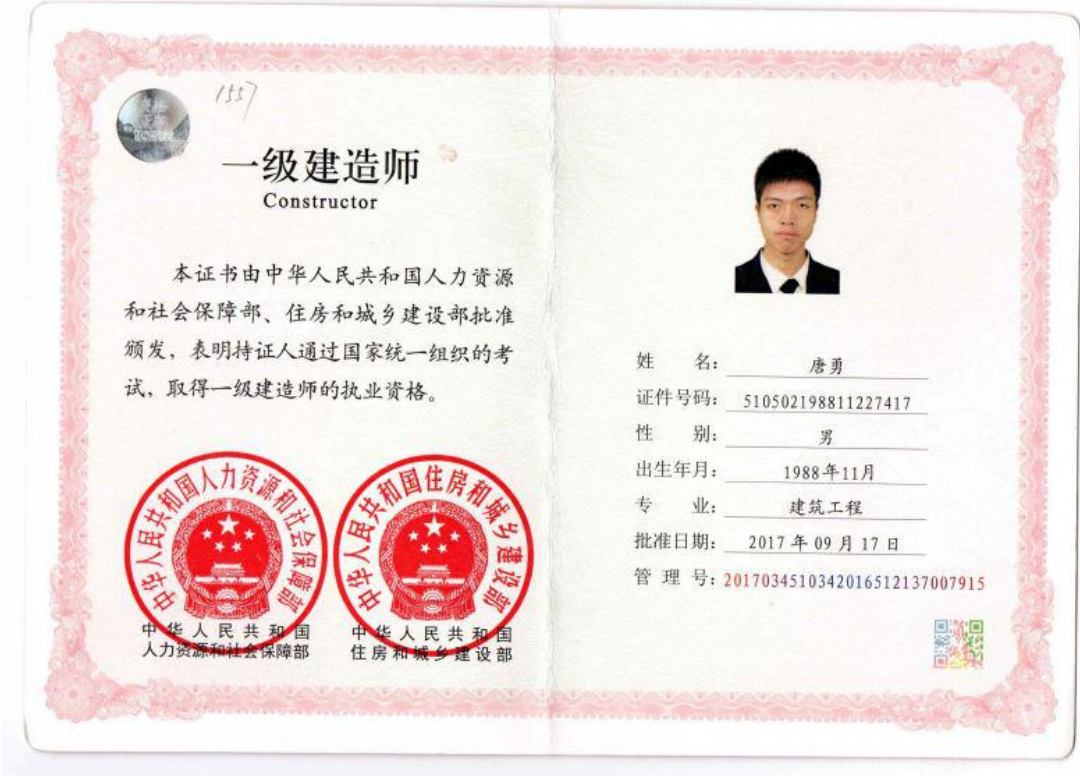 1557
一级建造师
Constructor
本证书由中华人民共和国人力资源
和社会保障部、住房和城乡建设部批准
颁发，表明持证人通过国家统一组织的考
试，取得一级建造师的执业资格。
中华人民共和国人力资源和社会保障部
中华人民共和国
人力资源和社会保障部
中华人民共和国住房和城乡建设部
中华人民共和国
住房和城乡建设部
姓 名： 唐勇
证件号码： 510502198811227417
性 别： 男
出生年月： 1988年11月
专 业： 建筑工程
批准日期： 2017 年 09 月 17 日
管 理 号： 2017034510342016512137007915